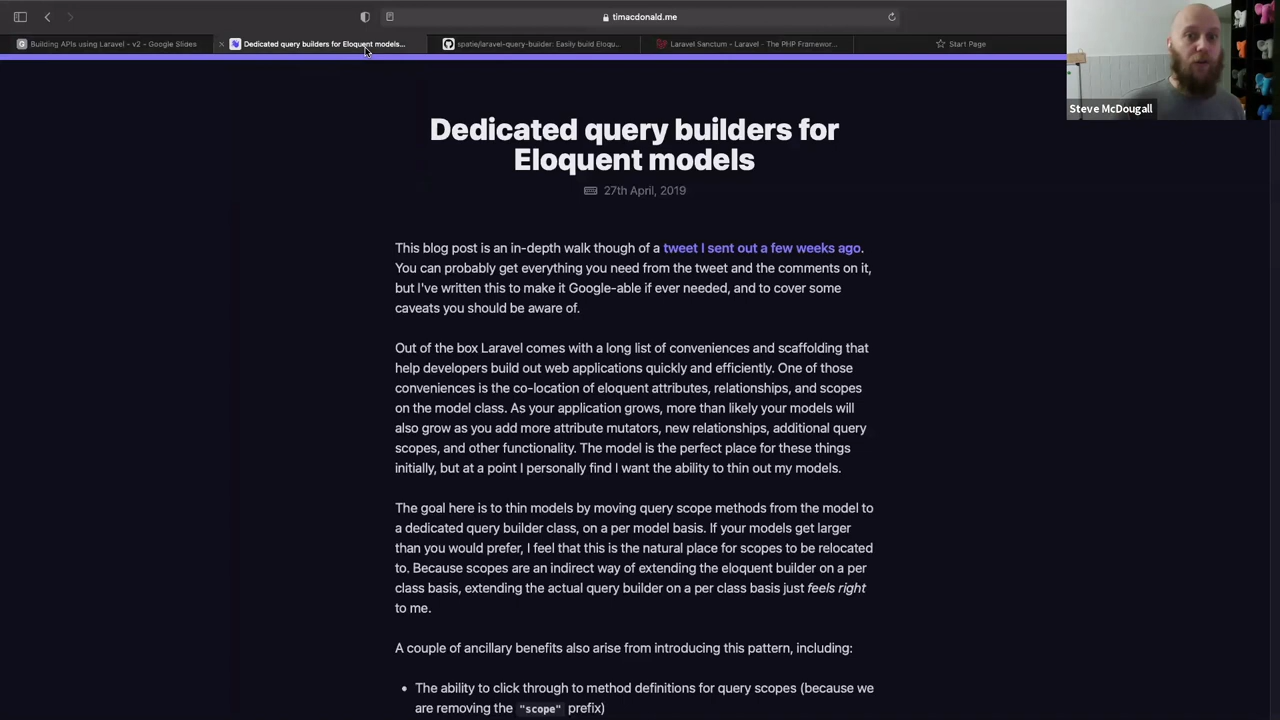 timacdonald.me
Building APIs using Laravel - v2 - Google Slides
Dedicated query builders for Eloquent models...
spatie/laravel-query-builder: Easily build Eloqu...
Laravel Sanctum - Laravel - The PHP Framewor...
Start Page
Steve McDougall
Dedicated query builders for
Eloquent models
27th April, 2019
This blog post is an in-depth walk though of a tweet I sent out a few weeks ago.
You can probably get everything you need from the tweet and the comments on it,
but I've written this to make it Google-able if ever needed, and to cover some
caveats you should be aware of.
Out of the box Laravel comes with a long list of conveniences and scaffolding that
help developers build out web applications quickly and efficiently. One of those
conveniences is the co-location of eloquent attributes, relationships, and scopes
on the model class. As your application grows, more than likely your models will
also grow as you add more attribute mutators, new relationships, additional query
scopes, and other functionality. The model is the perfect place for these things
initially, but at a point I personally find I want the ability to thin out my models.
The goal here is to thin models by moving query scope methods from the model to
a dedicated query builder class, on a per model basis. If your models get larger
than you would prefer, I feel that this is the natural place for scopes to be relocated
to. Because scopes are an indirect way of extending the eloquent builder on a per
class basis, extending the actual query builder on a per class basis just feels right
to me.
A couple of ancillary benefits also arise from introducing this pattern, including:
• The ability to click through to method definitions for query scopes (because we
are removing the "scope" prefix)